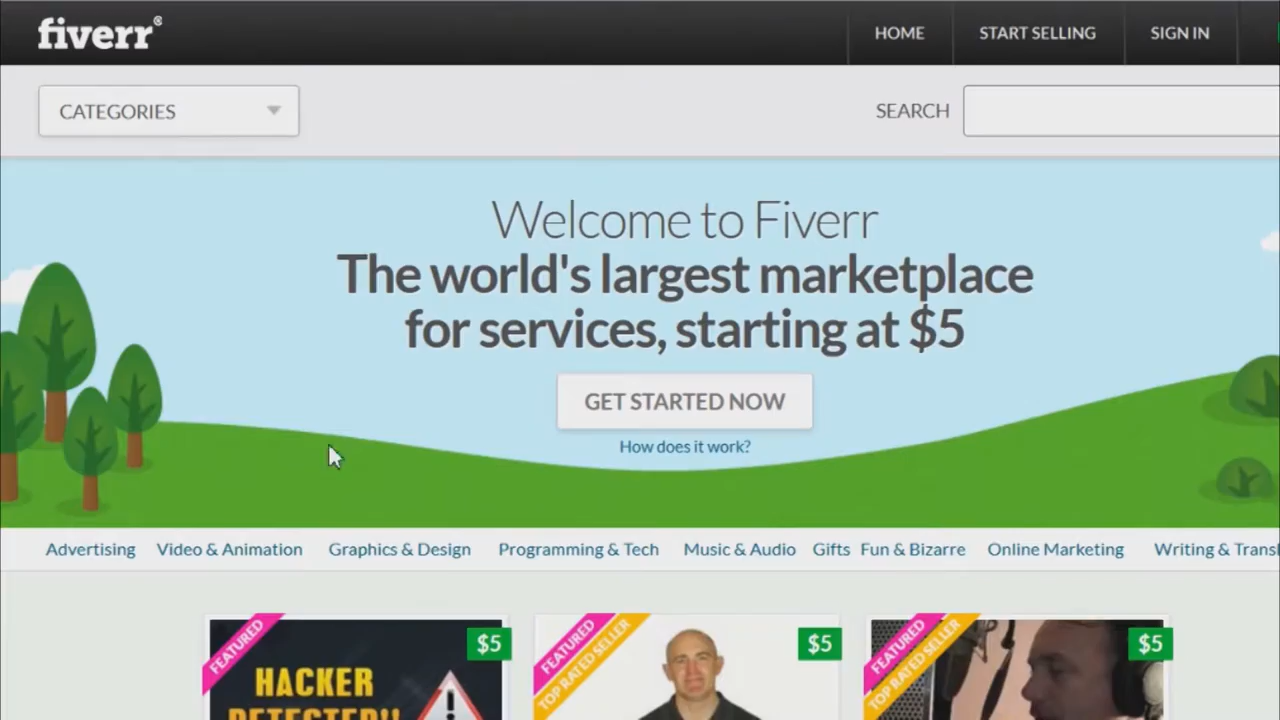 fiverr®
HOME
START SELLING
SIGN IN
CATEGORIES
SEARCH
Welcome to Fiverr
The world's largest marketplace
for services, starting at $5
GET STARTED NOW
How does it work?
Advertising
Video & Animation
Graphics & Design
Programming & Tech
Music & Audio
Gifts
Fun & Bizarre
Online Marketing
Writing & Transl
FEATURED
$5
HACKER
DETECTED!!
FEATURED
TOP RATED SELLER
$5
FEATURED
TOP RATED SELLER
$5